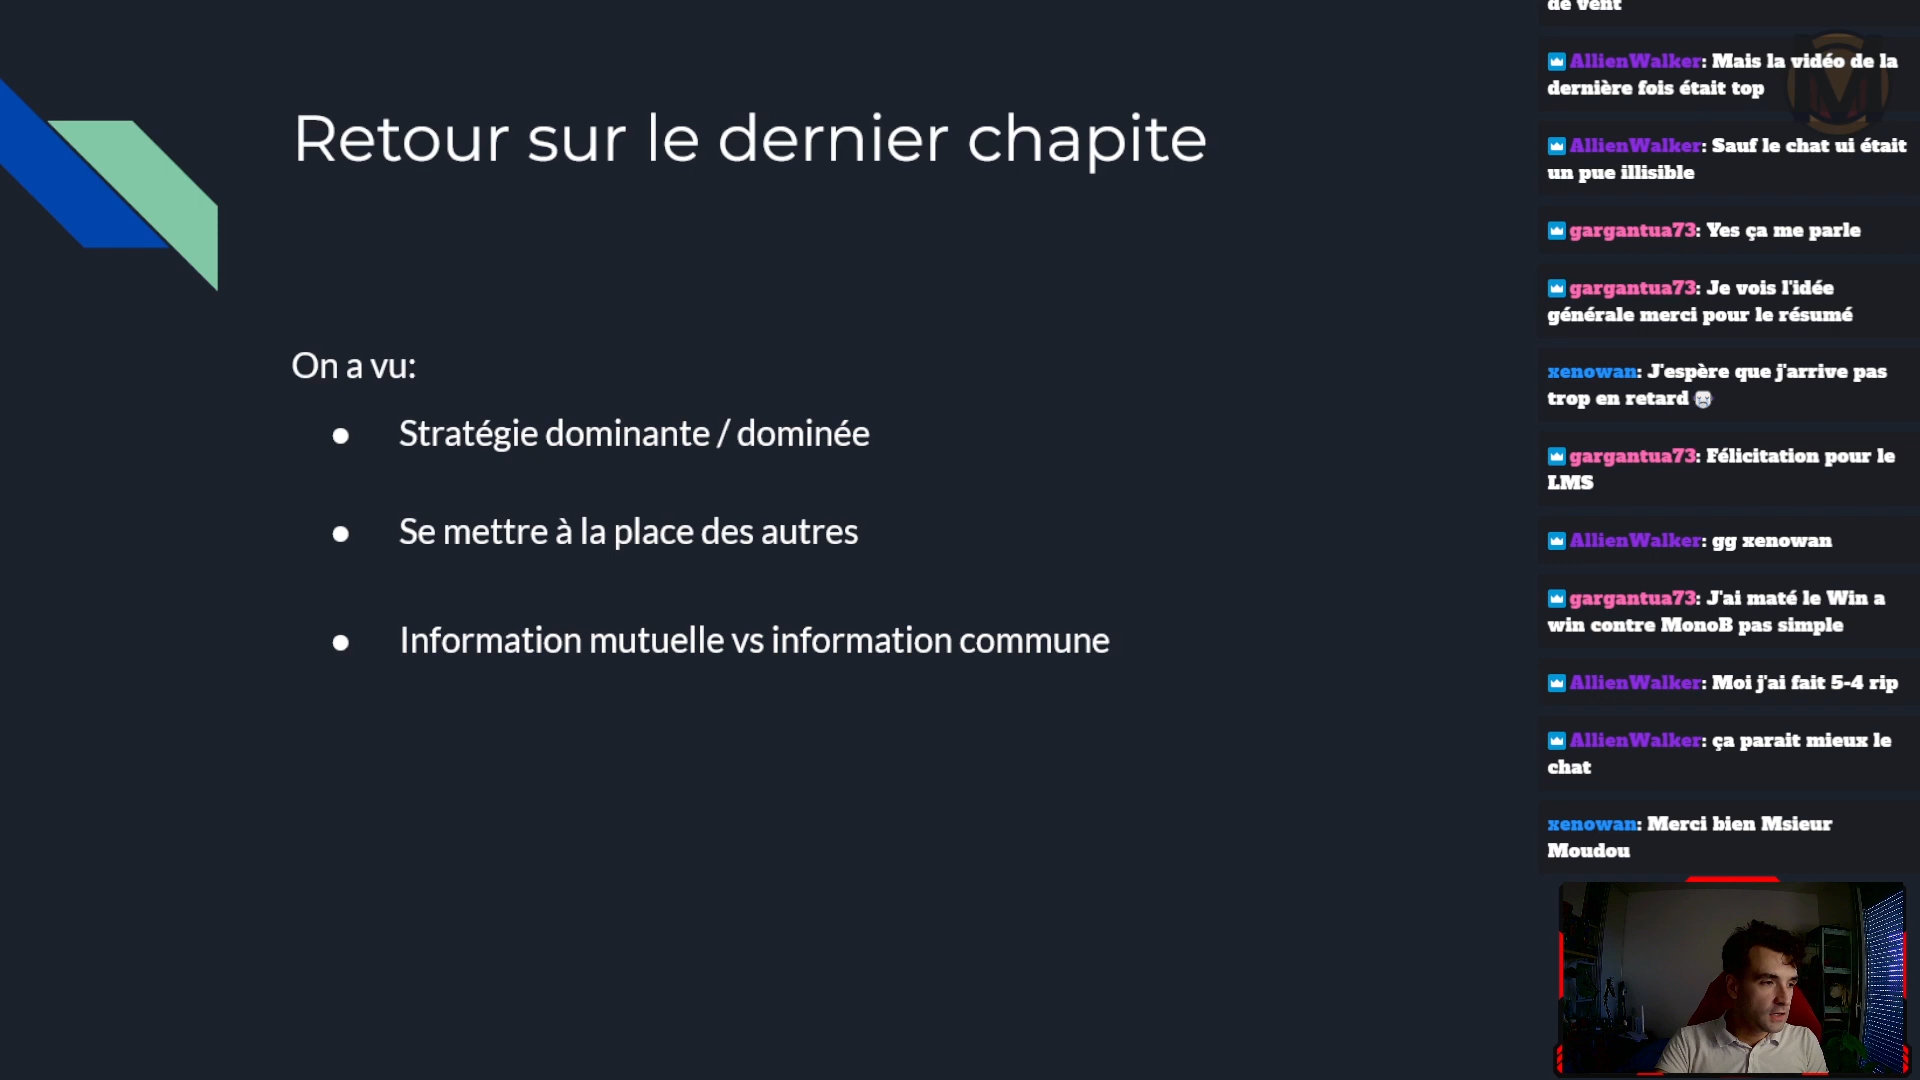 Retour sur le dernier chapite
On a vu:
● Stratégie dominante / dominée
● Se mettre à la place des autres
● Information mutuelle vs information commune
de vent
AllienWalker: Mais la vidéo de la
dernière fois était top
AllienWalker: Sauf le chat ui était
un pue illisible
gargantua73: Yes ça me parle
gargantua73: Je vois l'idée
générale merci pour le résumé
xenowan: J'espère que j'arrive pas
trop en retard
gargantua73: Félicitation pour le
LMS
AllienWalker: gg xenowan
gargantua73: J'ai maté le Win a
win contre MonoB pas simple
AllienWalker: Moi j'ai fait 5-4 rip
AllienWalker: ça parait mieux le
chat
xenowan: Merci bien Msieur
Moudou